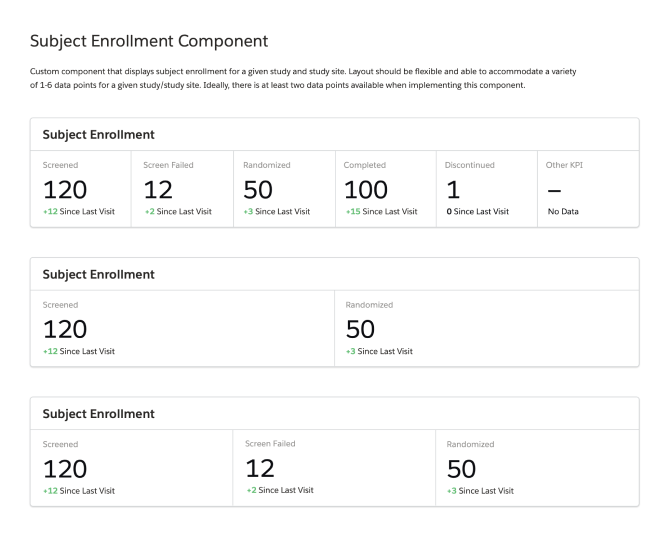 Subject Enrollment Component
Custom component that displays subject enrollment for a given study and study site. Layout should be flexible and able to accommodate a variety
of 1-6 data points for a given study/study site. Ideally, there is at least two data points available when implementing this component.
Subject Enrollment
Screened Screen Failed Randomized Completed Discontinued Other KPI
120 12 50 100 1 –
+12 Since Last Visit +2 Since Last Visit +3 Since Last Visit +15 Since Last Visit 0 Since Last Visit No Data
Subject Enrollment
Screened Randomized
120 50
+12 Since Last Visit +3 Since Last Visit
Subject Enrollment
Screened Screen Failed Randomized
120 12 50
+12 Since Last Visit +2 Since Last Visit +3 Since Last Visit